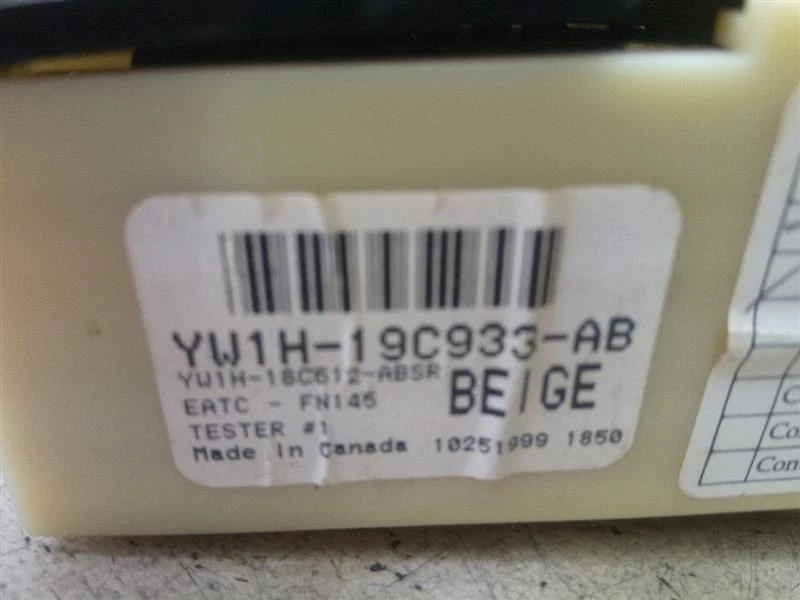 YW1H-19C933-AB
YW1H-18C612-ABSR BEIGE
EATC - FN145
TESTER #1
Made In Canada 10251999 1850